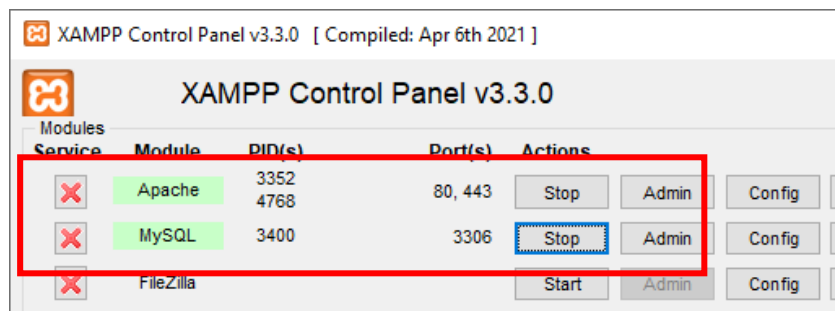 XAMPP Control Panel v3.3.0 [ Compiled: Apr 6th 2021 ]
XAMPP Control Panel v3.3.0
Modules
Service Module PID(s) Port(s) Actions
Apache 3352 4768 80, 443 Stop Admin Config
MySQL 3400 3306 Stop Admin Config
FileZilla Start Admin Config